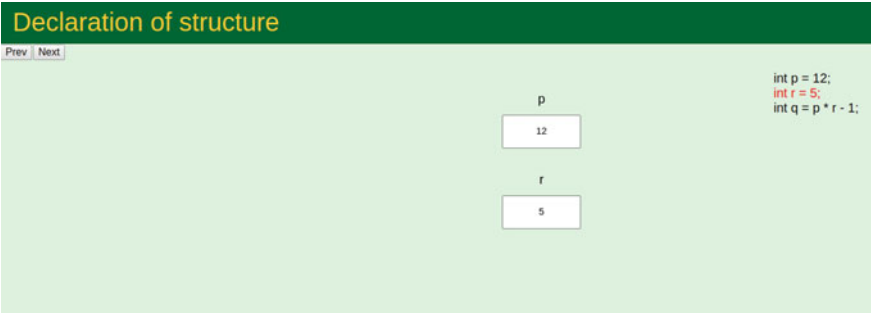 Declaration of structure
Prev Next
int p = 12;
int r = 5;
int q = p * r - 1;
p
12
r
5